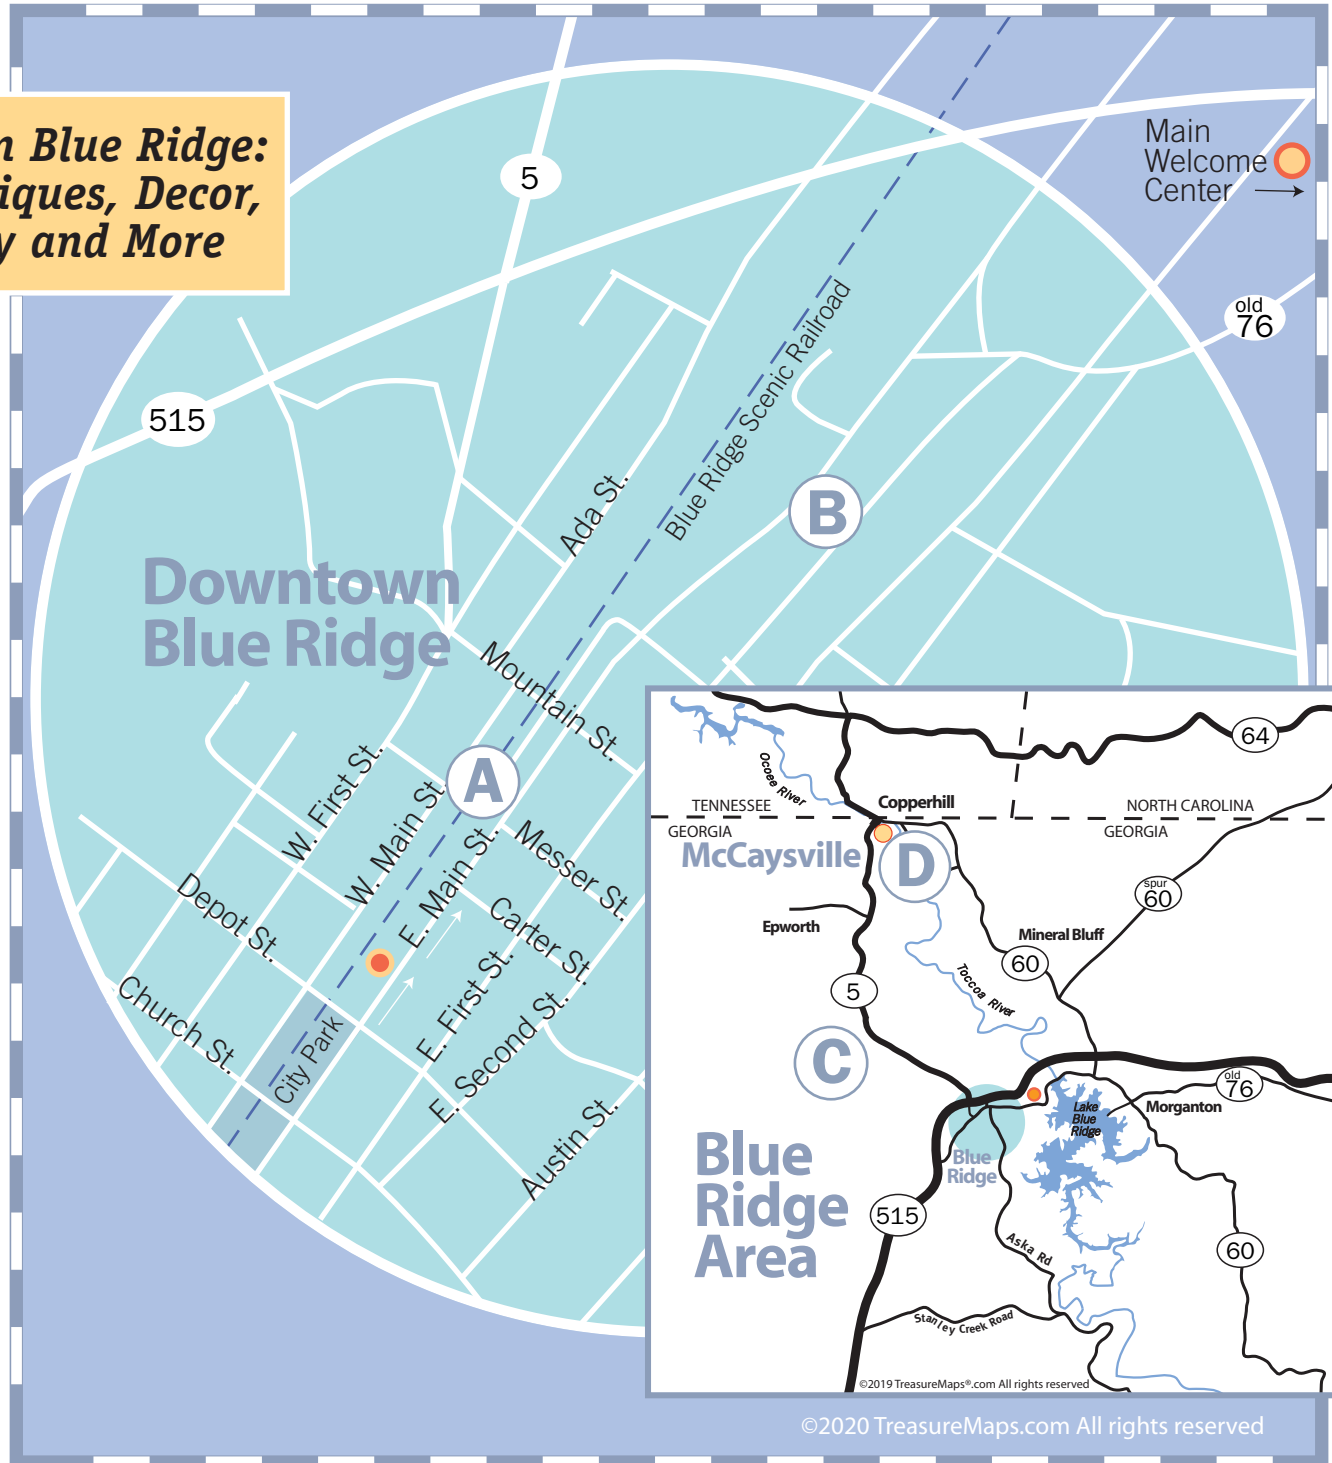 n Blue Ridge:
iques, Decor,
y and More
Main
Welcome
Center
5
old
76
515
Blue Ridge Scenic Railroad
Ada St.
B
Downtown
Blue Ridge
Mountain St.
A
W. First St.
W. Main St.
E. Main St.
Messer St.
Carter St.
Depot St.
Church St.
City Park
E. First St.
E. Second St.
Austin St.
64
Ocoee River
Copperhill
TENNESSEE
NORTH CAROLINA
GEORGIA
GEORGIA
McCaysville
D
spur
60
Epworth
Mineral Bluff
60
5
Toccoa River
C
old
76
Lake
Blue
Ridge
Morganton
Blue
Ridge
Area
Blue
Ridge
515
Aska Rd
60
Stanley Creek Road
©2019 TreasureMaps®.com All rights reserved
©2020 TreasureMaps.com All rights reserved